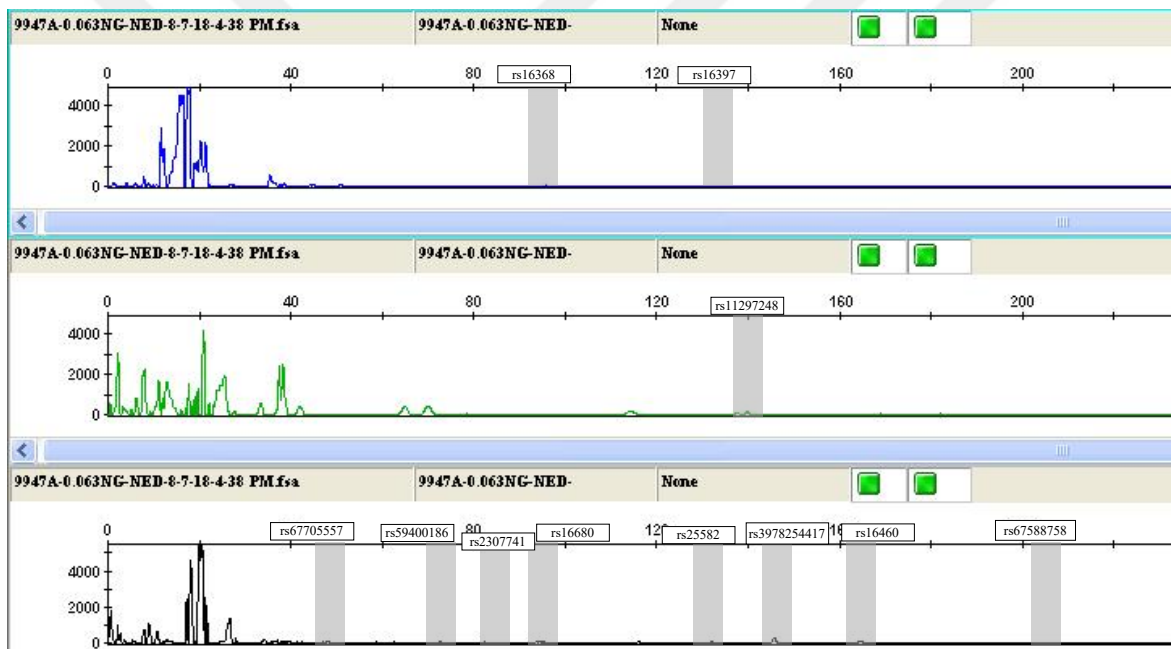 9947A-0.063NG-NED-8-7-18-4-38 PM.fsa 9947A-0.063NG-NED- None
0 40 80 120 160 200
rs16368 rs16397
4000
2000
0
9947A-0.063NG-NED-8-7-18-4-38 PM.fsa 9947A-0.063NG-NED- None
0 40 80 120 160 200
rs11297248
4000
2000
0
9947A-0.063NG-NED-8-7-18-4-38 PM.fsa 9947A-0.063NG-NED- None
0 40 80 200
rs67705557 rs59400186 rs2307741 rs16680 rs25582 rs3978254417 rs16460 rs67588758
4000
2000
0